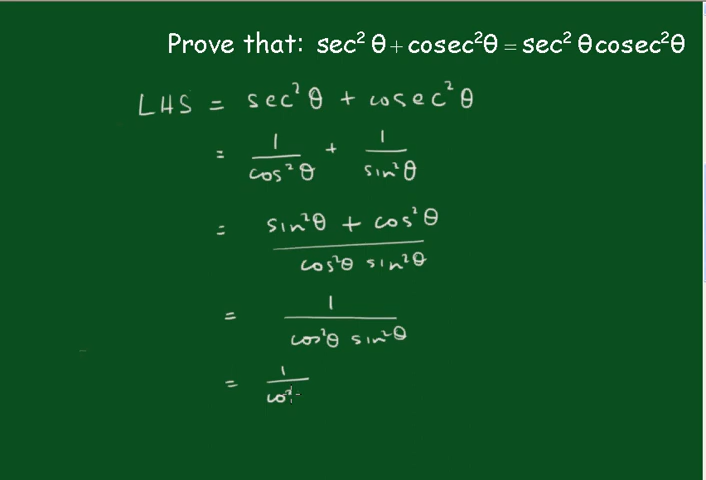 Prove that: sec² θ + cosec²θ = sec² θ cosec²θ
LHS = sec²θ + cosec²θ
= 1/cos²θ + 1/sin²θ
= (sin²θ + cos²θ)/(cos²θ sin²θ)
= 1/(cos²θ sin²θ)
= 1/cos²